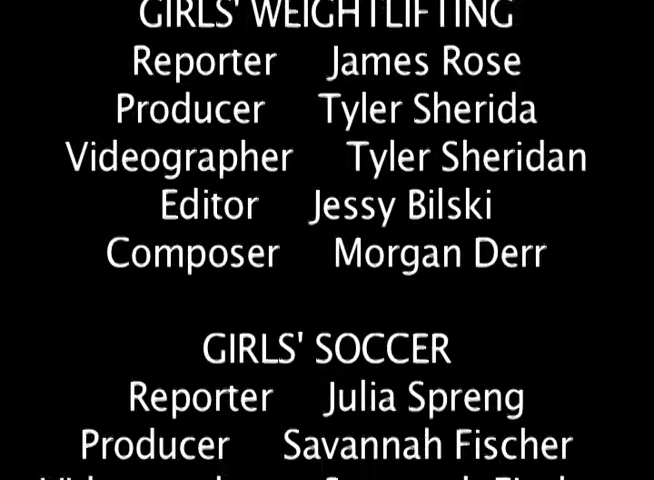 GIRLS' WEIGHTLIFTING
Reporter James Rose
Producer Tyler Sherida
Videographer Tyler Sheridan
Editor Jessy Bilski
Composer Morgan Derr
GIRLS' SOCCER
Reporter Julia Spreng
Producer Savannah Fischer